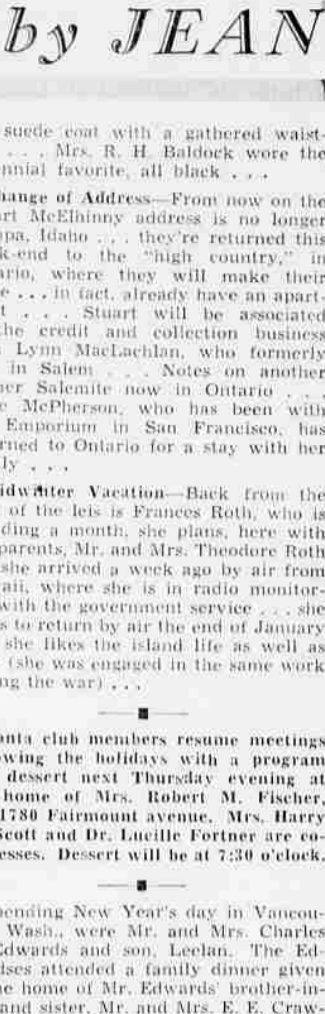 by JEAN
suede coat with a gathered waist-
. . . Mrs. R. H. Baldock wore the
ennial favorite, all black . . .
hange of Address—From now on the
art McElhinny address is no longer
pa, Idaho . . . they're returned this
k-end to the "high country," in
ario, where they will make their
e . . . in fact, already have an apart-
t . . . Stuart will be associated
the credit and collection business
Lynn MacLachlan, who formerly
in Salem . . . Notes on another
er Salemite now in Ontario . . .
e McPherson, who has been with
Emporium in San Francisco, has
rned to Ontario for a stay with her
ly . . .
idwinter Vacation—Back from the
of the leis is Frances Roth, who is
ding a month, she plans, here with
parents, Mr. and Mrs. Theodore Roth
she arrived a week ago by air from
aii, where she is in radio monitor-
with the government service . . . she
s to return by air the end of January
she likes the island life as well as
(she was engaged in the same work
ng the war) . . .
anta club members resume meetings
owing the holidays with a program
dessert next Thursday evening at
home of Mrs. Robert M. Fischer,
1780 Fairmount avenue. Mrs. Harry
Scott and Dr. Lucille Fortner are co-
esses. Dessert will be at 7:30 o'clock.
pending New Year's day in Vancou-
Wash., were Mr. and Mrs. Charles
Edwards and son, Leelan. The Ed-
dses attended a family dinner given
he home of Mr. Edwards' brother-in-
and sister, Mr. and Mrs. E. E. Craw-